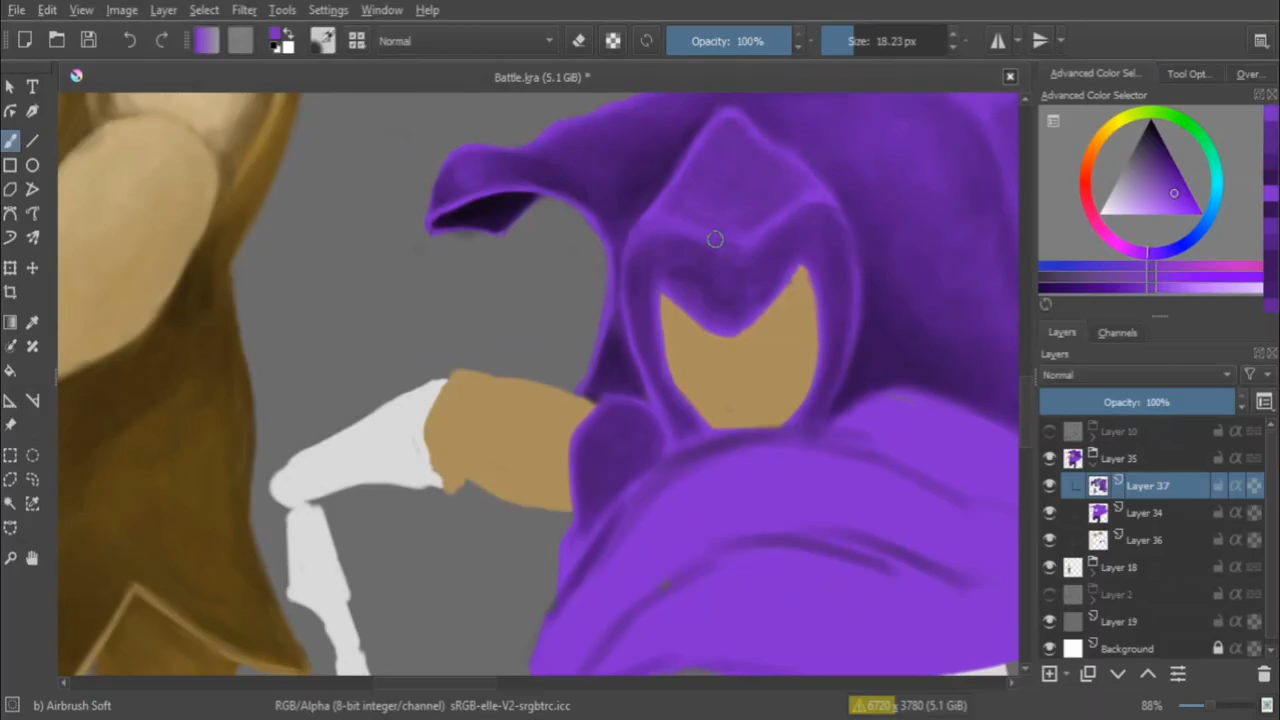 File Edit View Image Layer Select Filter Tools Settings Window Help
Normal Opacity: 100% Size: 18.23 px
Battle.kra (5.1 GiB) *
Advanced Color Sel... Tool Opt... Over...
Advanced Color Selector
Layers Channels
Layers
Normal
Opacity: 100%
Layer 10
Layer 35
Layer 37
Layer 34
Layer 36
Layer 18
Layer 2
Layer 19
Background
b) Airbrush Soft RGB/Alpha (8-bit integer/channel) sRGB-elle-V2-srgbtrc.icc 6720 x 3780 (5.1 GiB) 88%